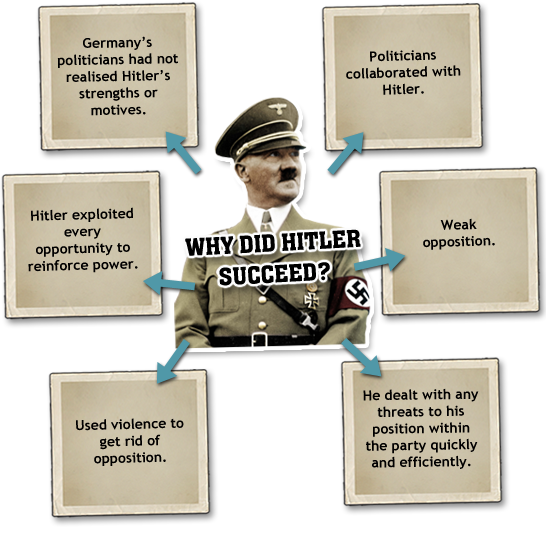 Germany's
politicians had not
realised Hitler's
strengths or
motives.
Politicians
collaborated with
Hitler.
Hitler exploited
every
opportunity to
reinforce power.
WHY DID HITLER
SUCCEED?
Weak
opposition.
Used violence to
get rid of
opposition.
He dealt with any
threats to his
position within
the party quickly
and efficiently.